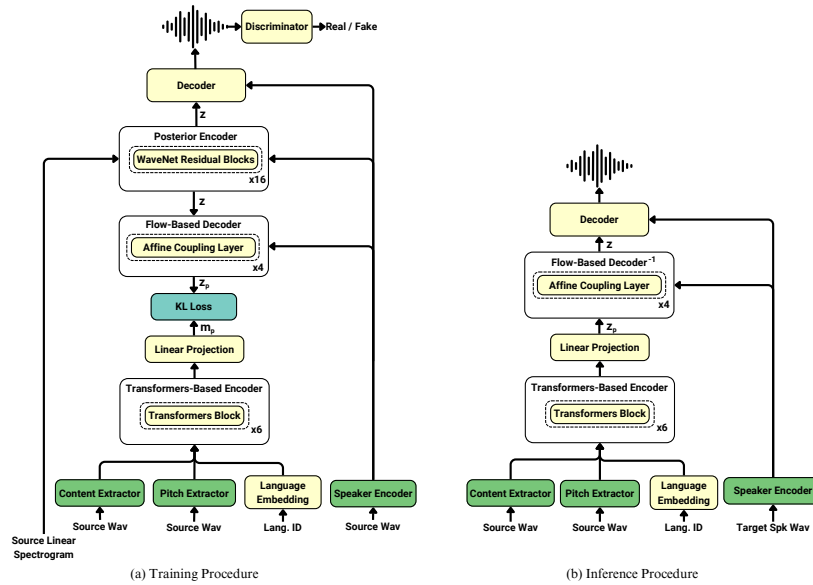 Discriminator
Real / Fake
Decoder
z
Posterior Encoder
WaveNet Residual Blocks
x16
z
Flow-Based Decoder
Affine Coupling Layer
x4
zp
KL Loss
mp
Linear Projection
Transformers-Based Encoder
Transformers Block
x6
Content Extractor
Pitch Extractor
Language
Embedding
Speaker Encoder
Source Wav
Source Wav
Lang. ID
Source Wav
Source Linear
Spectrogram
(a) Training Procedure
Decoder
z
Flow-Based Decoder-1
Affine Coupling Layer
x4
zp
Linear Projection
Transformers-Based Encoder
Transformers Block
x6
Content Extractor
Pitch Extractor
Language
Embedding
Speaker Encoder
Source Wav
Source Wav
Lang. ID
Target Spk Wav
(b) Inference Procedure